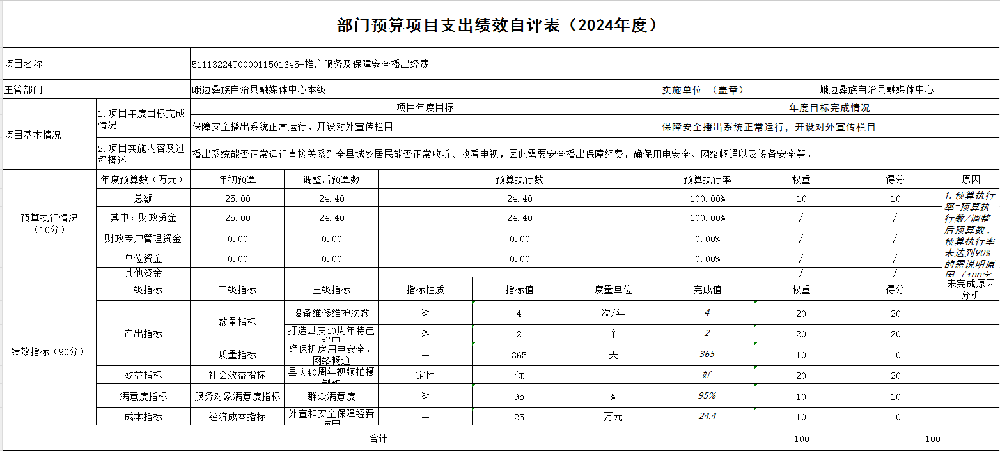 部门预算项目支出绩效自评表（2024年度）
项目名称 51113224T000011501645-推广服务及保障安全播出经费
主管部门 峨边彝族自治县融媒体中心本级 实施单位 （盖章） 峨边彝族自治县融媒体中心
项目基本情况
1.项目年度目标完成
情况
项目年度目标 年度目标完成情况
保障安全播出系统正常运行，开设对外宣传栏目 保障安全播出系统正常运行，开设对外宣传栏目
2.项目实施内容及过
程概述
播出系统能否正常运行直接关系到全县城乡居民能否正常收听、收看电视，因此需要安全播出保障经费，确保用电安全、网络畅通以及设备安全等。
预算执行情况
（10分）
年度预算数（万元） 年初预算 调整后预算数 预算执行数 预算执行率 权重 得分 原因
总额 25.00 24.40 24.40 100.00% 10 10
其中：财政资金 25.00 24.40 24.40 100.00% / /
财政专户管理资金 0.00 0.00 0.00 0.00% / /
单位资金 0.00 0.00 0.00 0.00% / /
其他资金 / /
1.预算执行
率=预算执
行数/调整
后预算数，
预算执行率
未达到90%
的需说明原
因（100字
绩效指标（90分）
一级指标 二级指标 三级指标 指标性质 指标值 度量单位 完成值 权重 得分 未完成原因
分析
产出指标 数量指标 设备维修维护次数 ≥ 4 次/年 4 20 20
打造县庆40周年特色
栏目 ≥ 2 个 2 20 20
质量指标 确保机房用电安全，
网络畅通 ＝ 365 天 365 10 10
效益指标 社会效益指标 县庆40周年视频拍摄
制作 定性 优 好 20 20
满意度指标 服务对象满意度指标 群众满意度 ≥ 95 % 95% 10 10
成本指标 经济成本指标 外宣和安全保障经费
项目 ＝ 25 万元 24.4 10 10
合计 100 100